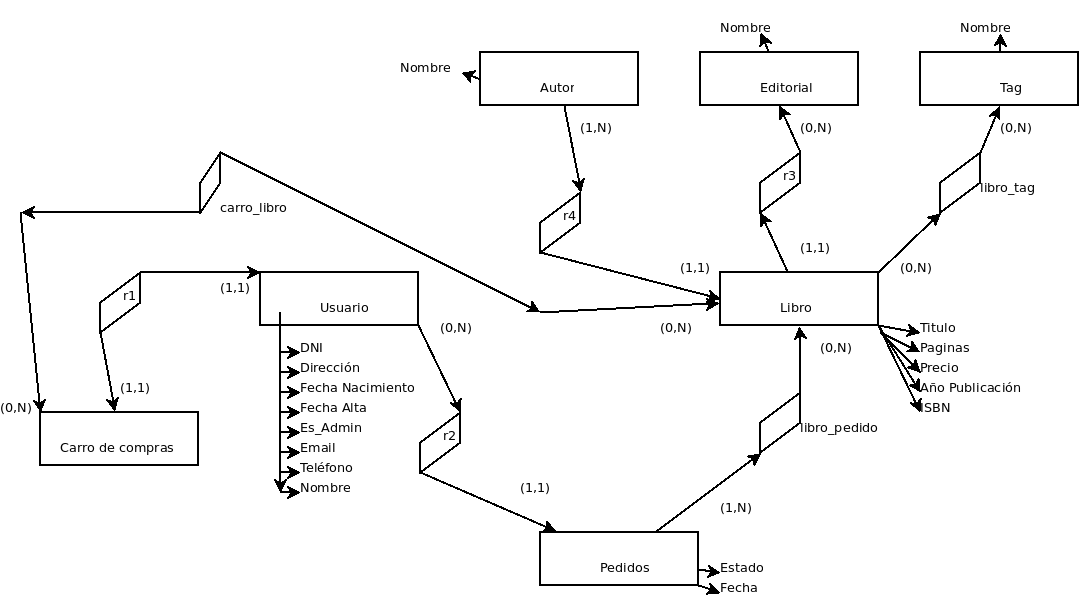 Nombre
Nombre
Nombre
Autor
Editorial
Tag
(1,N)
(0,N)
(0,N)
r3
libro_tag
carro_libro
r4
(1,1)
(1,1)
(0,N)
r1
(1,1)
Usuario
Libro
(0,N)
(0,N)
(0,N)
Titulo
DNI
Paginas
Dirección
Precio
(1,1)
Fecha Nacimiento
Año Publicación
(0,N)
Fecha Alta
ISBN
Es_Admin
r2
libro_pedido
Carro de compras
Email
Teléfono
Nombre
(1,1)
(1,N)
Pedidos
Estado
Fecha